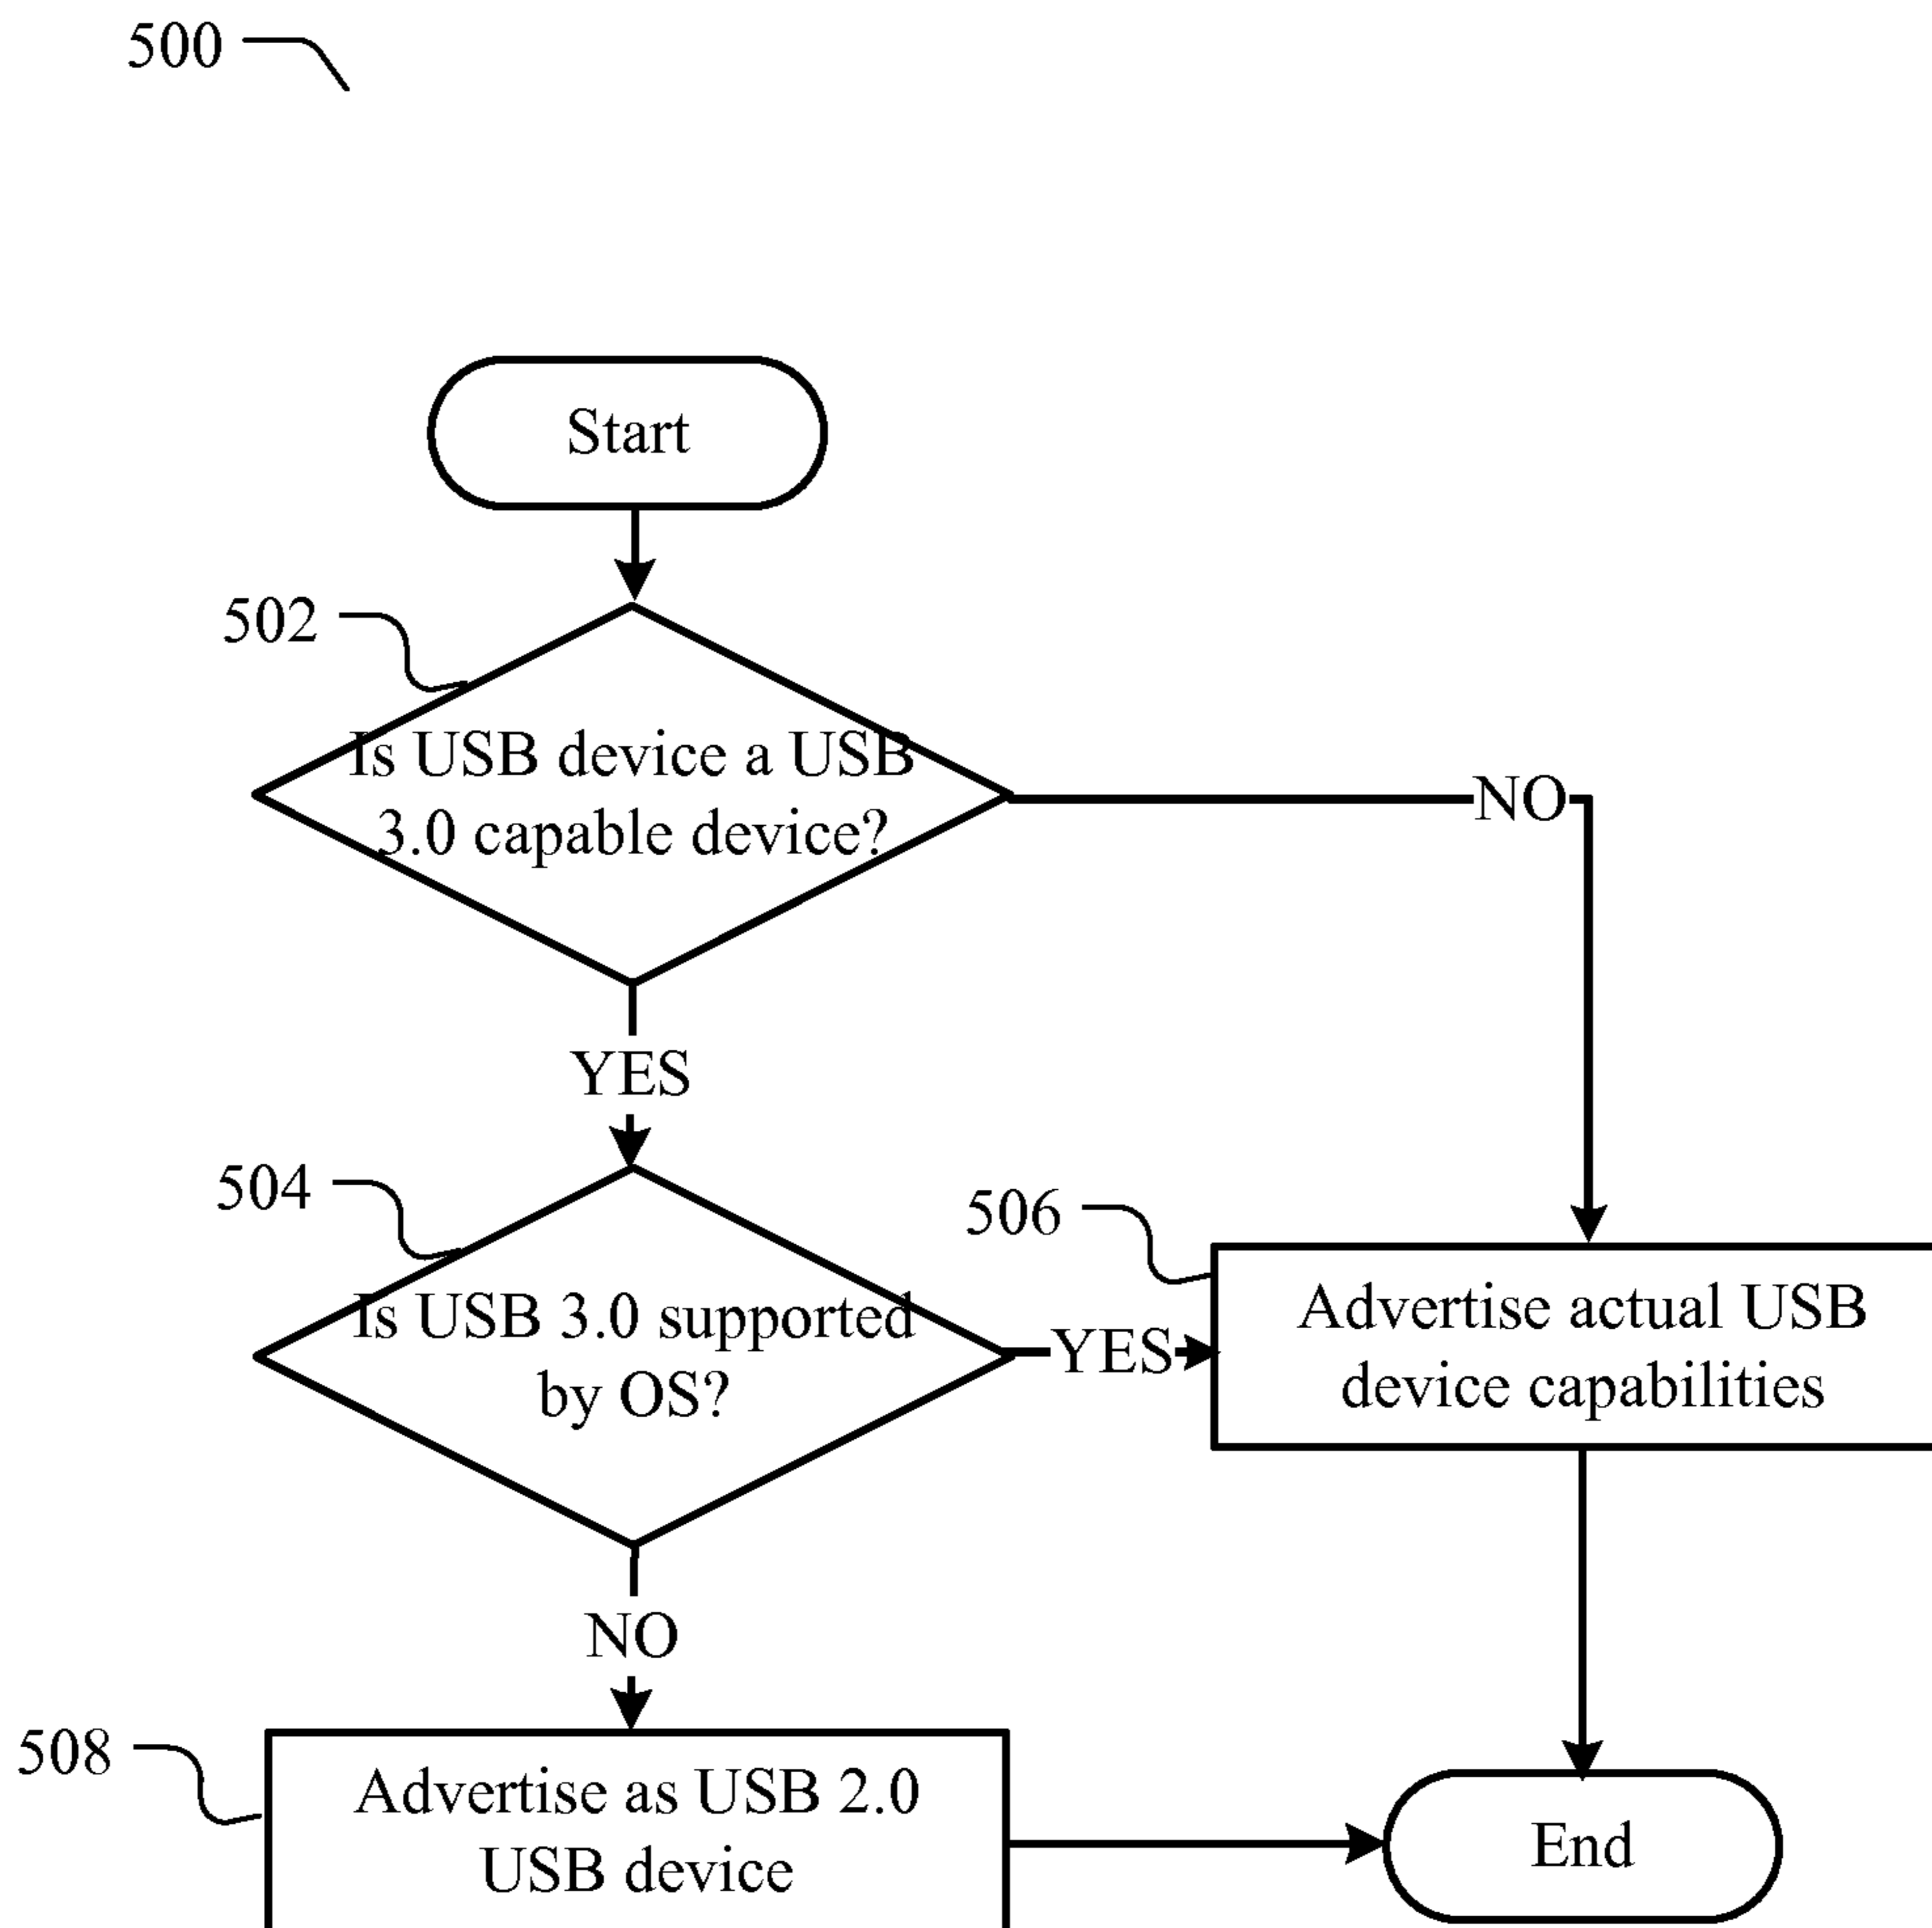 500
Start
502
Is USB device a USB
3.0 capable device?
NO
YES
504
506
Is USB 3.0 supported
by OS?
YES
Advertise actual USB
device capabilities
NO
508
Advertise as USB 2.0
USB device
End